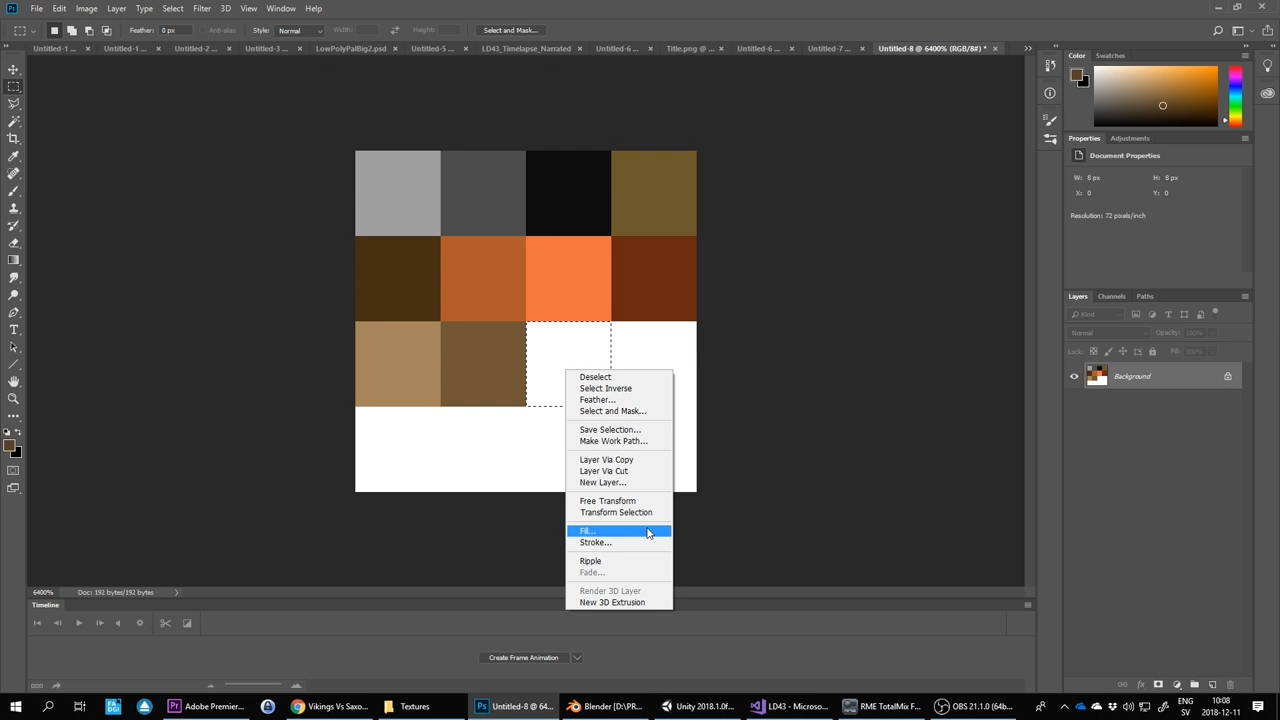 Ps File Edit Image Layer Type Select Filter 3D View Window Help
Feather: 0 px Anti-alias Style: Normal Width: Height: Select and Mask...
Untitled-1 Untitled-1 Untitled-2 Untitled-3 LowPolyPalBig2.psd Untitled-5 LD43_Timelapse_Narrated Untitled-6 Title.png @ ... Untitled-6 Untitled-7 Untitled-8 @ 6400% (RGB/8#) *
Color Swatches
Properties Adjustments
Document Properties
W: 8 px H: 8 px
X: 0 Y: 0
Resolution: 72 pixels/inch
Layers Channels Paths
Kind
Normal Opacity: 100%
Lock: Fill: 100%
Background
Deselect
Select Inverse
Feather...
Select and Mask...
Save Selection...
Make Work Path...
Layer Via Copy
Layer Via Cut
New Layer...
Free Transform
Transform Selection
Fill...
Stroke...
Ripple
Fade...
Render 3D Layer
New 3D Extrusion
6400% Doc: 192 bytes/192 bytes
Timeline
Create Frame Animation
Adobe Premier... Vikings Vs Saxo... Textures Untitled-8 @ 64... Blender [D:\PR... Unity 2018.1.0f... LD43 - Microso... RME TotalMix F... OBS 21.1.0 (64b... ENG 10:08
SV 2018-12-11